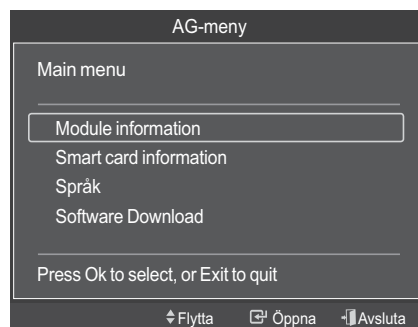 AG-meny
Main menu
Module information
Smart card information
Språk
Software Download
Press Ok to select, or Exit to quit
Flytta Öppna Avsluta